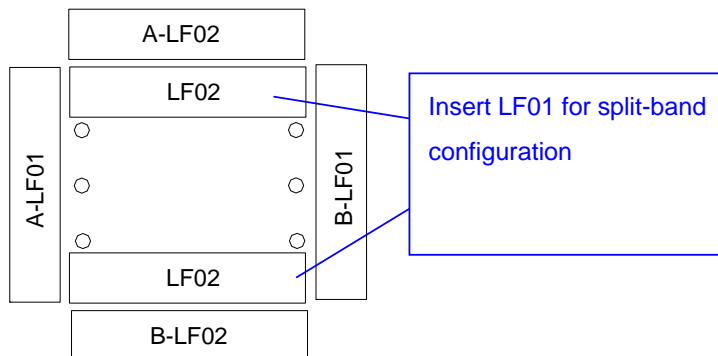 A-LF02
LF02
A-LF01
B-LF01
Insert LF01 for split-band
configuration
LF02
B-LF02